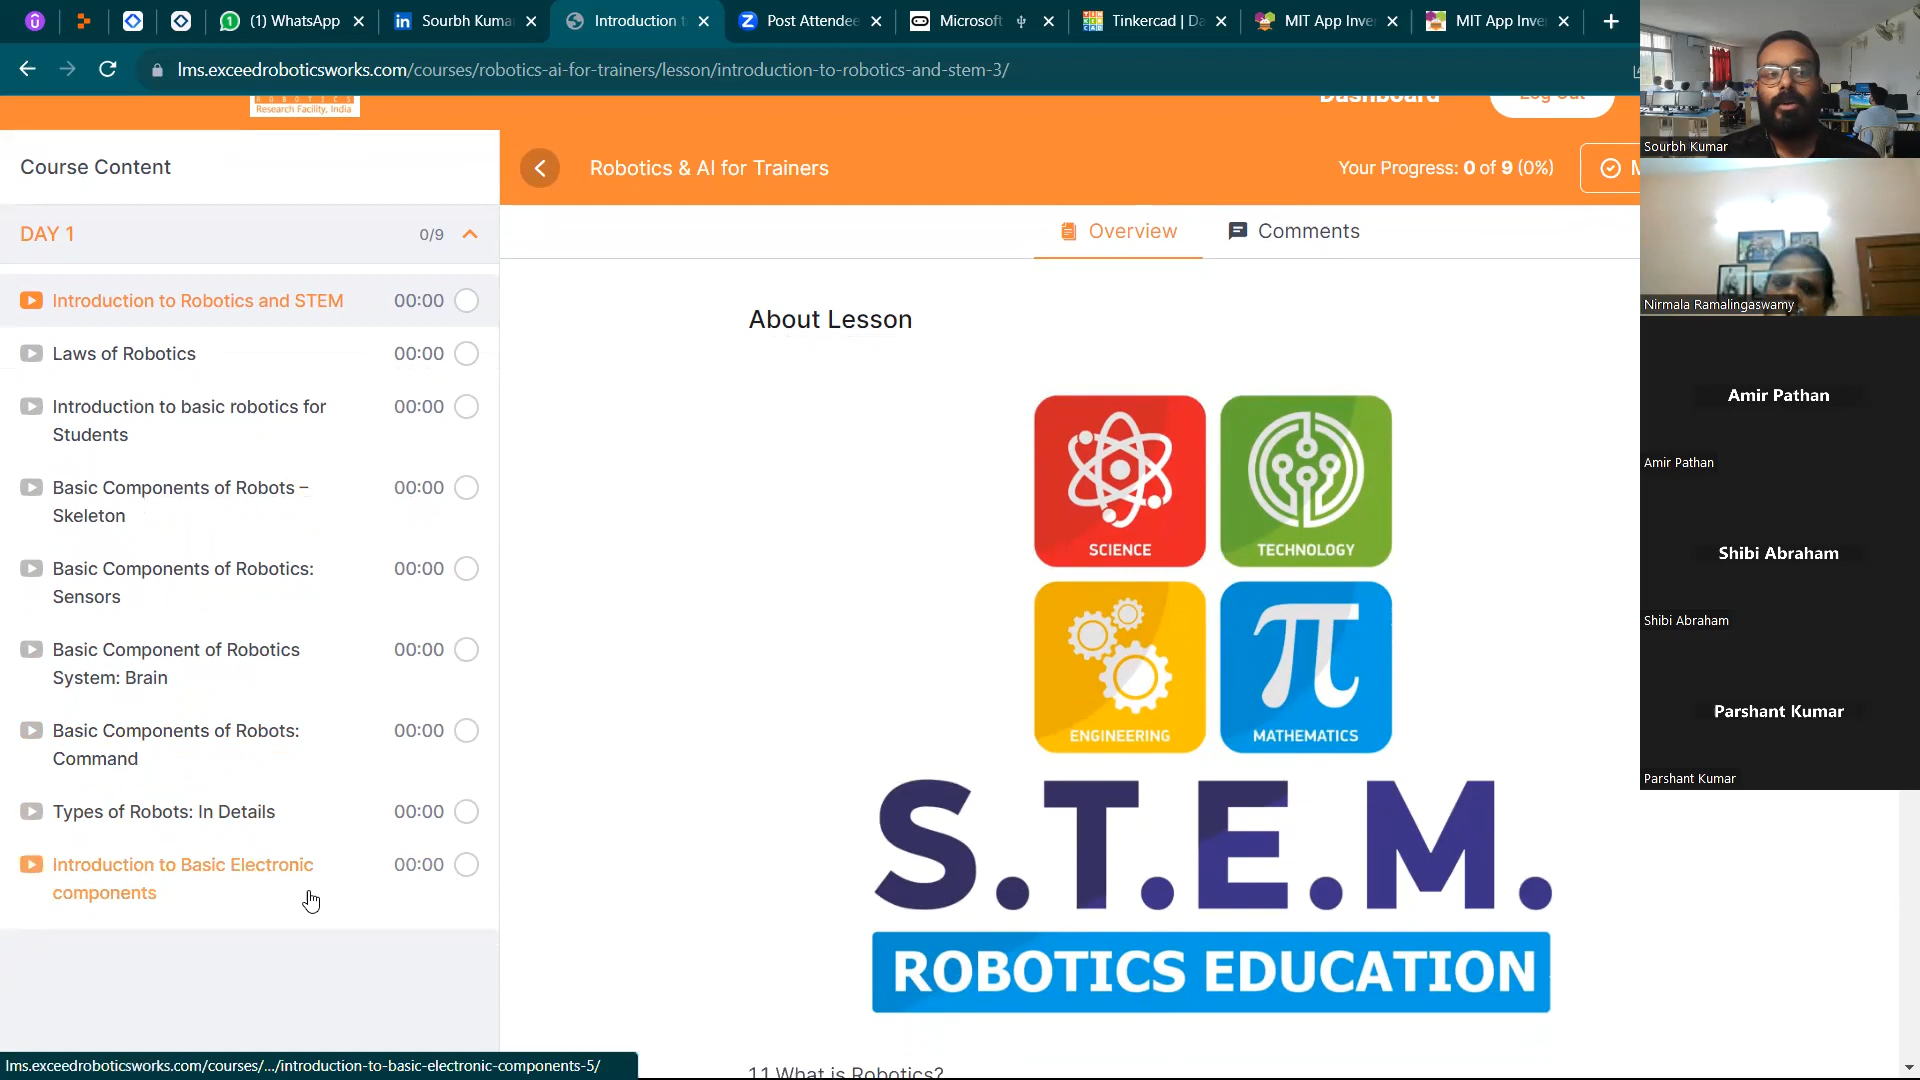 (1) WhatsApp
Sourbh Kumar
Introduction t
Post Attendee
Microsoft
Tinkercad | Da
MIT App Inve
MIT App Inve
lms.exceedroboticsworks.com/courses/robotics-ai-for-trainers/lesson/introduction-to-robotics-and-stem-3/
ROBOTICS
Research Facility, India
Dashboard
Log Out
Course Content
Robotics & AI for Trainers
Your Progress: 0 of 9 (0%)
M
DAY 1
0/9
Overview
Comments
Introduction to Robotics and STEM
00:00
Laws of Robotics
00:00
Introduction to basic robotics for
Students
00:00
Basic Components of Robots –
Skeleton
00:00
Basic Components of Robotics:
Sensors
00:00
Basic Component of Robotics
System: Brain
00:00
Basic Components of Robots:
Command
00:00
Types of Robots: In Details
00:00
Introduction to Basic Electronic
components
00:00
About Lesson
SCIENCE
TECHNOLOGY
ENGINEERING
π
MATHEMATICS
S.T.E.M.
ROBOTICS EDUCATION
1.1 What is Robotics?
lms.exceedroboticsworks.com/courses/.../introduction-to-basic-electronic-components-5/
Sourbh Kumar
Nirmala Ramalingaswamy
Amir Pathan
Amir Pathan
Shibi Abraham
Shibi Abraham
Parshant Kumar
Parshant Kumar